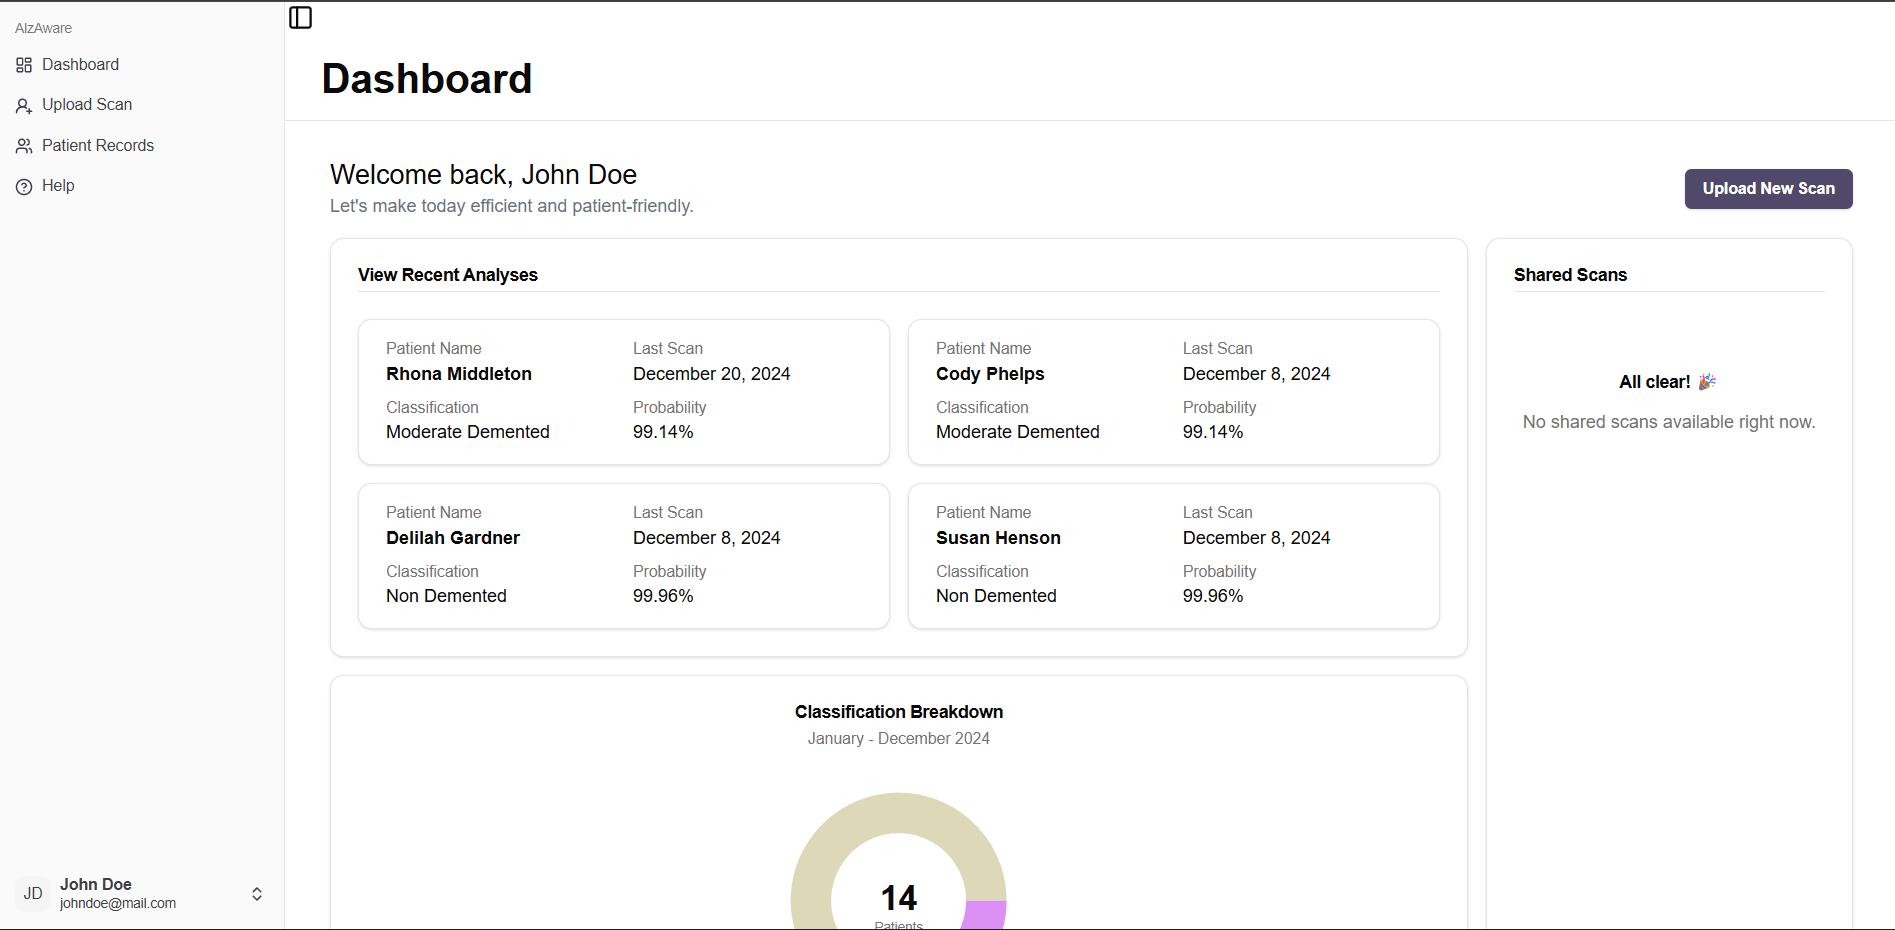 AlzAware
Dashboard
Upload Scan
Patient Records
Help
Dashboard
Welcome back, John Doe
Let's make today efficient and patient-friendly.
Upload New Scan
View Recent Analyses
Patient Name
Last Scan
Rhona Middleton
December 20, 2024
Classification
Probability
Moderate Demented
99.14%
Patient Name
Last Scan
Cody Phelps
December 8, 2024
Classification
Probability
Moderate Demented
99.14%
Patient Name
Last Scan
Delilah Gardner
December 8, 2024
Classification
Probability
Non Demented
99.96%
Patient Name
Last Scan
Susan Henson
December 8, 2024
Classification
Probability
Non Demented
99.96%
Shared Scans
All clear! 🎉
No shared scans available right now.
Classification Breakdown
January - December 2024
14
Patients
JD
John Doe
johndoe@mail.com